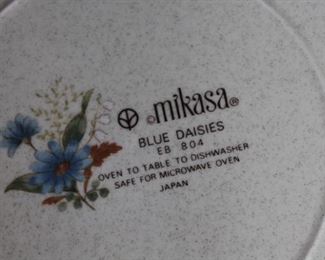 ©mikasa®
BLUE DAISIES
EB 804
OVEN TO TABLE TO DISHWASHER
SAFE FOR MICROWAVE OVEN
JAPAN